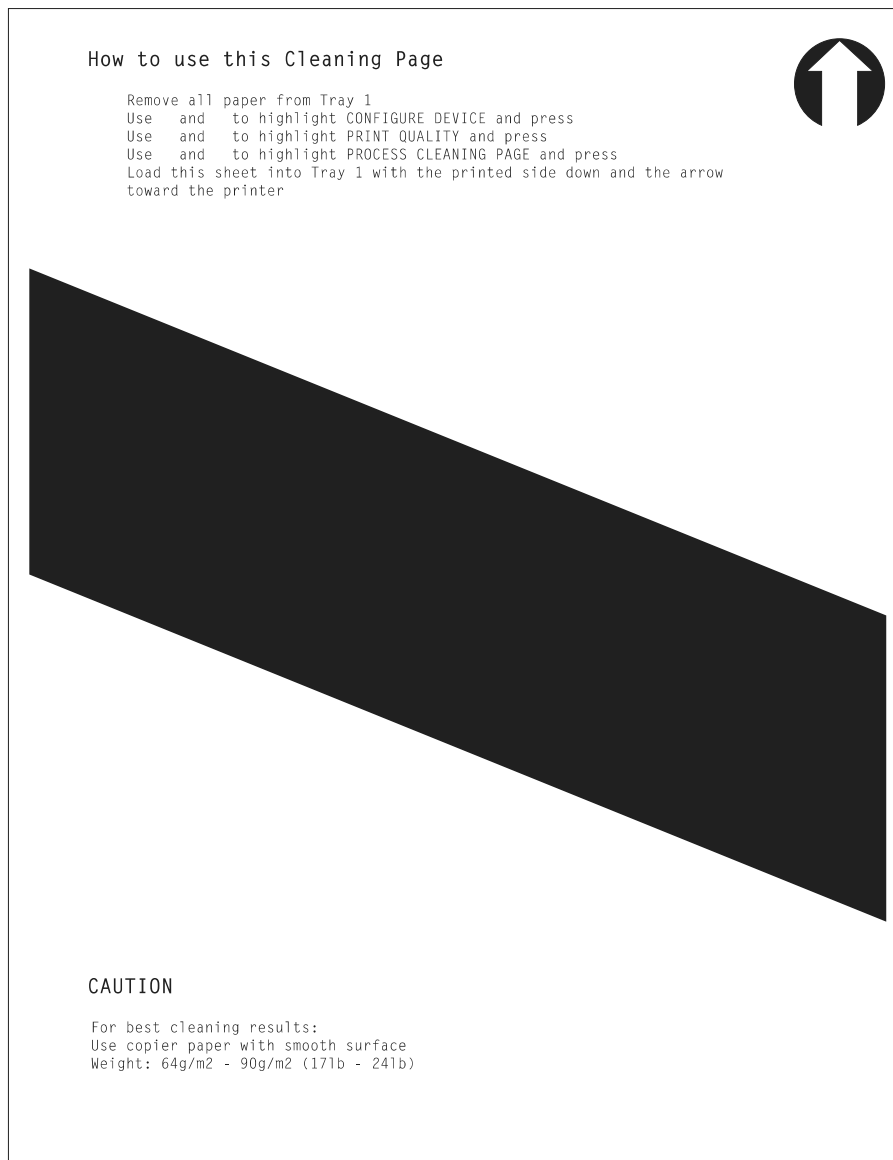 How to use this Cleaning Page
Remove all paper from Tray 1
Use and to highlight CONFIGURE DEVICE and press
Use and to highlight PRINT QUALITY and press
Use and to highlight PROCESS CLEANING PAGE and press
Load this sheet into Tray 1 with the printed side down and the arrow
toward the printer
CAUTION
For best cleaning results:
Use copier paper with smooth surface
Weight: 64g/m2 - 90g/m2 (17lb - 24lb)